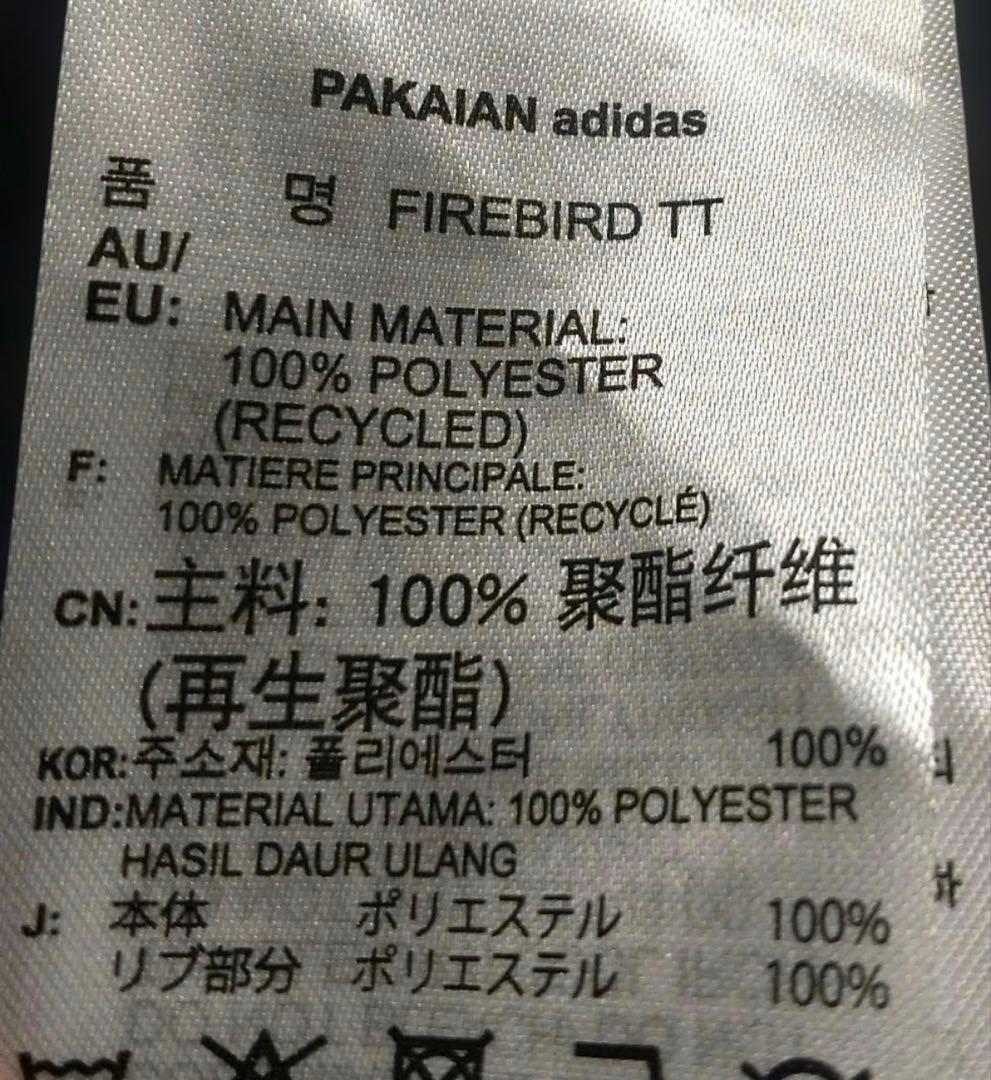 PAKAIAN adidas
품 명 FIREBIRD TT
AU/
EU: MAIN MATERIAL:
100% POLYESTER
(RECYCLED)
F: MATIERE PRINCIPALE:
100% POLYESTER (RECYCLÉ)
CN: 主料: 100% 聚酯纤维
(再生聚酯)
KOR: 주소재: 폴리에스터 100%
IND: MATERIAL UTAMA: 100% POLYESTER
HASIL DAUR ULANG
J: 本体 ポリエステル 100%
リブ部分 ポリエステル 100%